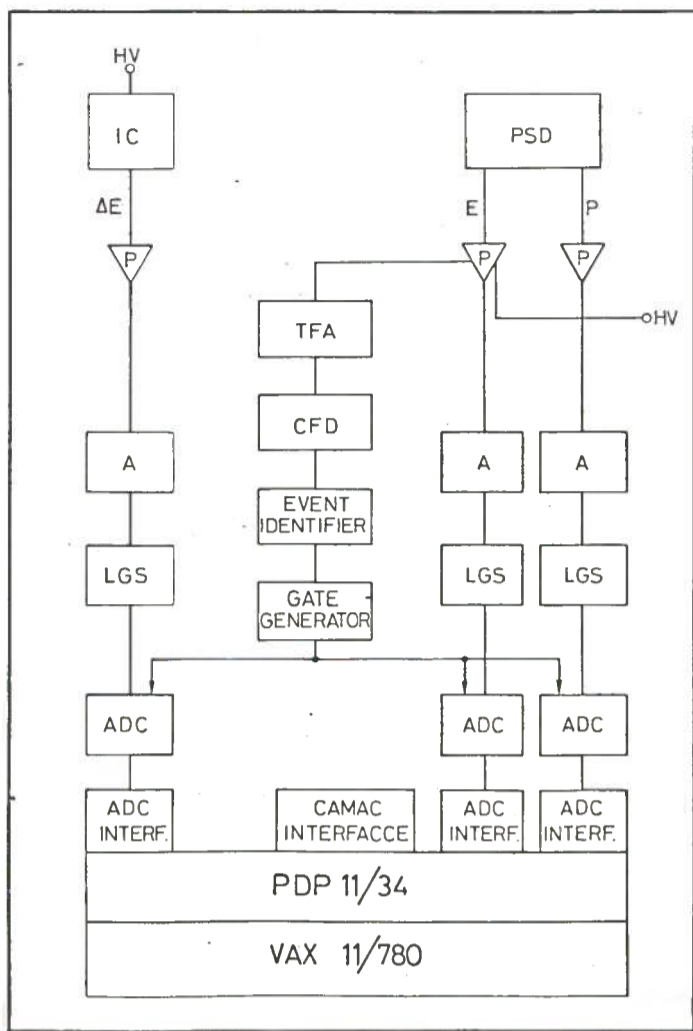 HV
IC
PSD
ΔE
E
P
P
P
P
HV
TFA
CFD
A
A
A
EVENT
IDENTIFIER
LGS
LGS
LGS
GATE
GENERATOR
ADC
ADC
ADC
ADC
INTERF.
CAMAC
INTERFACCE
ADC
INTERF.
ADC
INTERF.
PDP 11/34
VAX 11/780